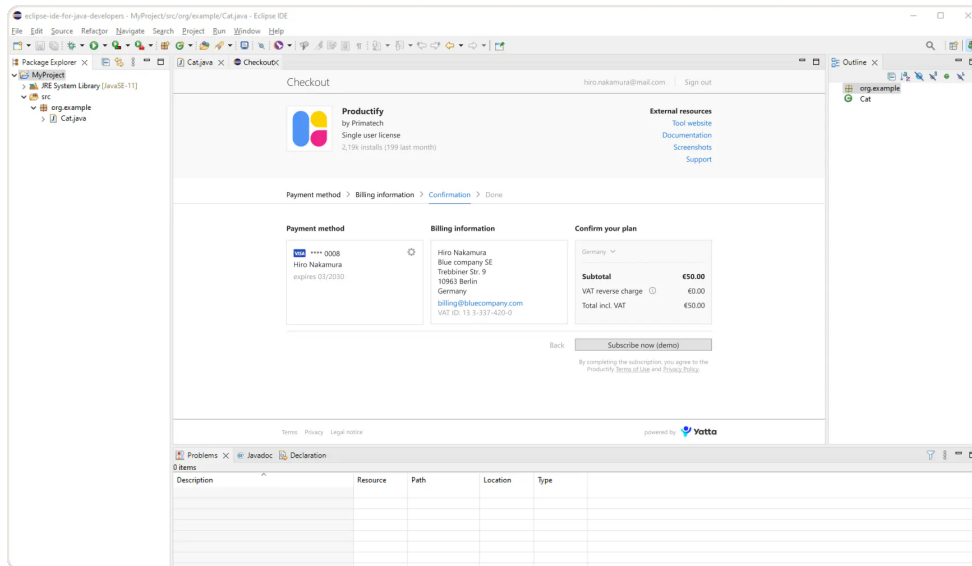 eclipse-ide-for-java-developers - MyProject/src/org/example/Cat.java - Eclipse IDE
File Edit Source Refactor Navigate Search Project Run Window Help
Package Explorer
MyProject
JRE System Library [JavaSE-11]
src
org.example
Cat.java
Cat.java Checkout
Checkout hiro.nakamura@mail.com Sign out
Productify
by Primatech
Single user license
2,19k installs (199 last month)
External resources
Tool website
Documentation
Screenshots
Support
Payment method > Billing information > Confirmation > Done
Payment method
VISA **** 0008
Hiro Nakamura
expires 03/2030
Billing information
Hiro Nakamura
Blue company SE
Trebbiner Str. 9
10963 Berlin
Germany
billing@bluecompany.com
VAT ID: 13 3-337-420-0
Confirm your plan
Germany
Subtotal €50.00
VAT reverse charge €0.00
Total incl. VAT €50.00
Back Subscribe now (demo)
By completing the subscription, you agree to the
Productify Terms of Use and Privacy Policy.
Terms Privacy Legal notice powered by Yatta
Outline
org.example
Cat
Problems Javadoc Declaration
0 items
Description Resource Path Location Type